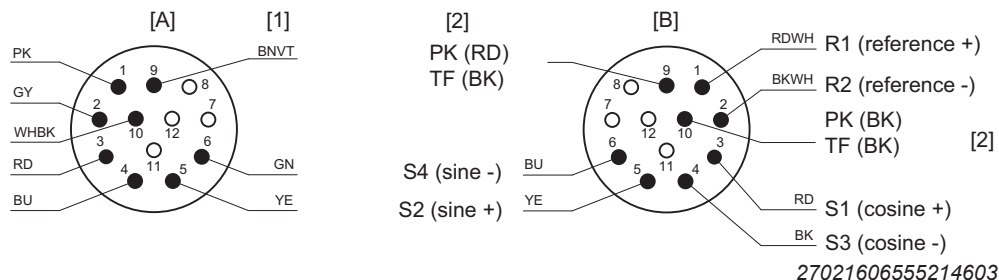 [A] [1] [2] [B]
PK BNVT PK (RD) RDWH R1 (reference +)
1 9 8 TF (BK) 8 9 1
GY BKWH R2 (reference -)
2 7 7 2 PK (BK)
WHBK 10 12 12 10 TF (BK) [2]
3 6 6 3
RD 11 GN S4 (sine -) BU 11
4 5 5 4
BU YE S2 (sine +) YE RD S1 (cosine +)
BK S3 (cosine -)
27021606555214603